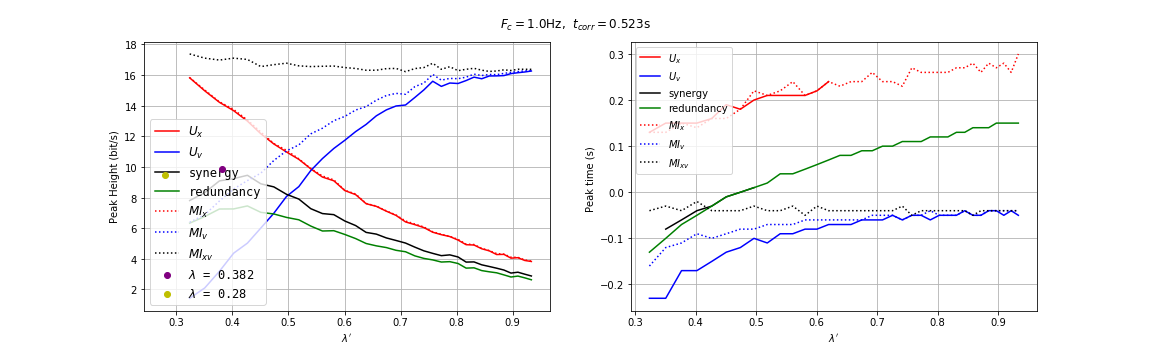 F_c = 1.0Hz, t_corr = 0.523s
Peak Height (bit/s)
18
16
14
12
10
8
6
4
2
U_x
U_v
synergy
redundancy
MI_x
MI_v
MI_xv
λ = 0.382
λ = 0.28
0.3 0.4 0.5 0.6 0.7 0.8 0.9
λ′
Peak time (s)
0.3
0.2
0.1
0.0
−0.1
−0.2
U_x
U_v
synergy
redundancy
MI_x
MI_v
MI_xv
0.3 0.4 0.5 0.6 0.7 0.8 0.9
λ′